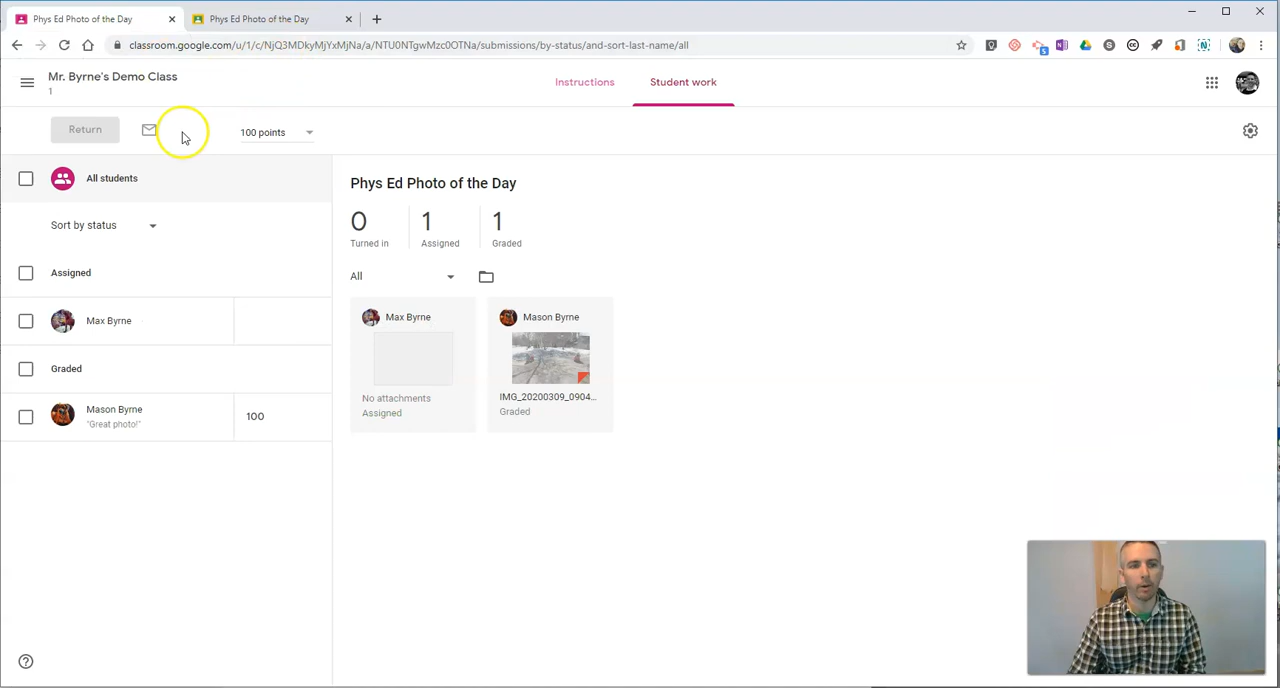 Phys Ed Photo of the Day
Phys Ed Photo of the Day
classroom.google.com/u/1/c/NjQ3MDkyMjYxMjNa/a/NTU0NTgwMzc0OTNa/submissions/by-status/and-sort-last-name/all
Mr. Byrne's Demo Class
1
Instructions
Student work
Return
100 points
All students
Sort by status
Assigned
Max Byrne
Graded
Mason Byrne
"Great photo!"
100
Phys Ed Photo of the Day
0 1 1
Turned in Assigned Graded
All
Max Byrne
No attachments
Assigned
Mason Byrne
IMG_20200309_0904...
Graded